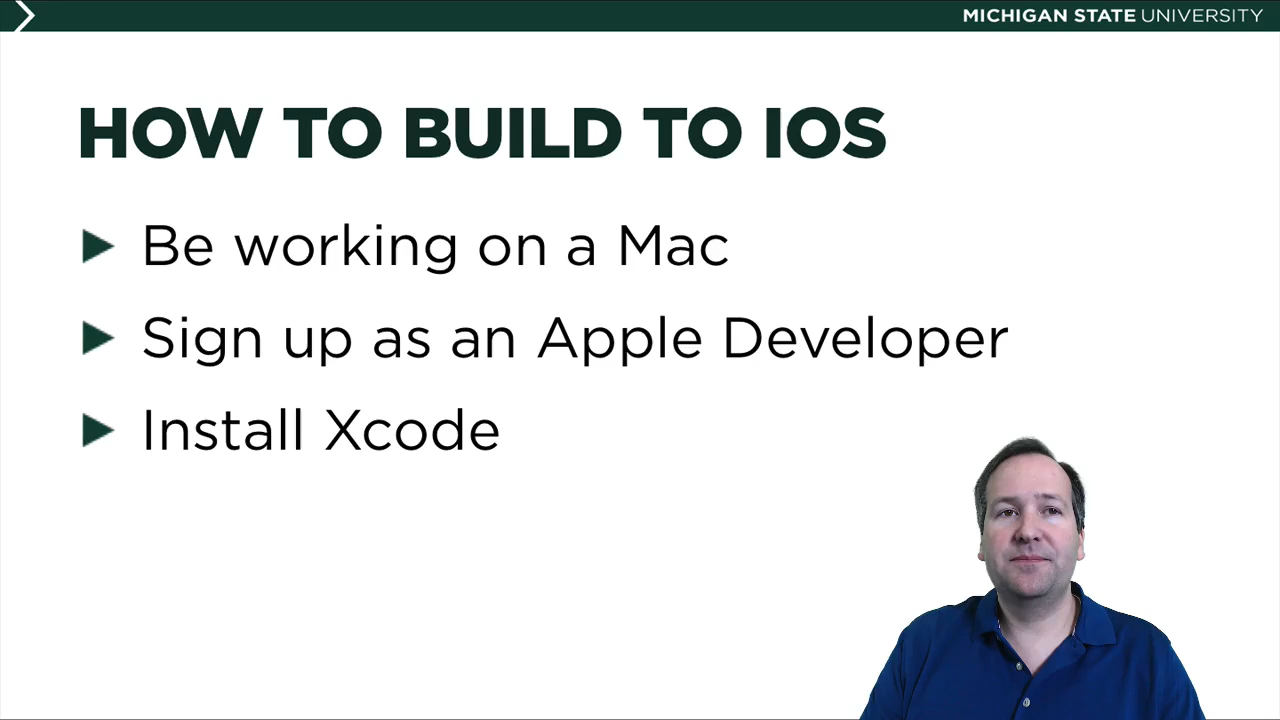 MICHIGAN STATE UNIVERSITY
HOW TO BUILD TO IOS
Be working on a Mac
Sign up as an Apple Developer
Install Xcode